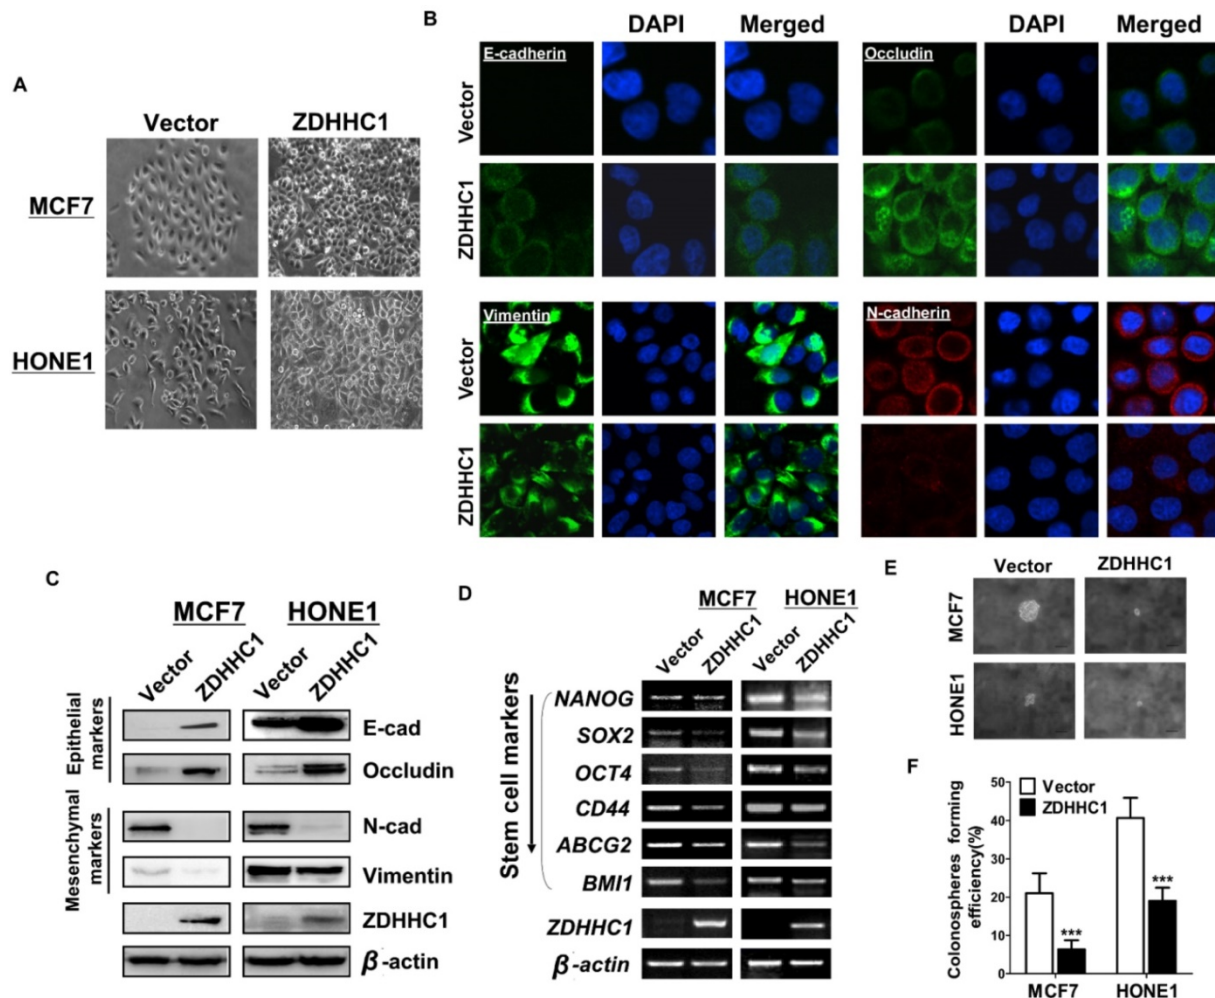 A
Vector ZDHHC1
MCF7
HONE1
B
DAPI Merged DAPI Merged
E-cadherin Occludin
Vector
ZDHHC1
Vimentin N-cadherin
Vector
ZDHHC1
C
MCF7 HONE1
Vector ZDHHC1 Vector ZDHHC1
Epithelial markers
E-cad
Occludin
Mesenchymal markers
N-cad
Vimentin
ZDHHC1
β-actin
D
MCF7 HONE1
Vector ZDHHC1 Vector ZDHHC1
Stem cell markers
NANOG
SOX2
OCT4
CD44
ABCG2
BMI1
ZDHHC1
β-actin
E
Vector ZDHHC1
MCF7
HONE1
F
Colonospheres forming
efficiency(%)
50
40
30
20
10
0
Vector
ZDHHC1
*** ***
MCF7 HONE1